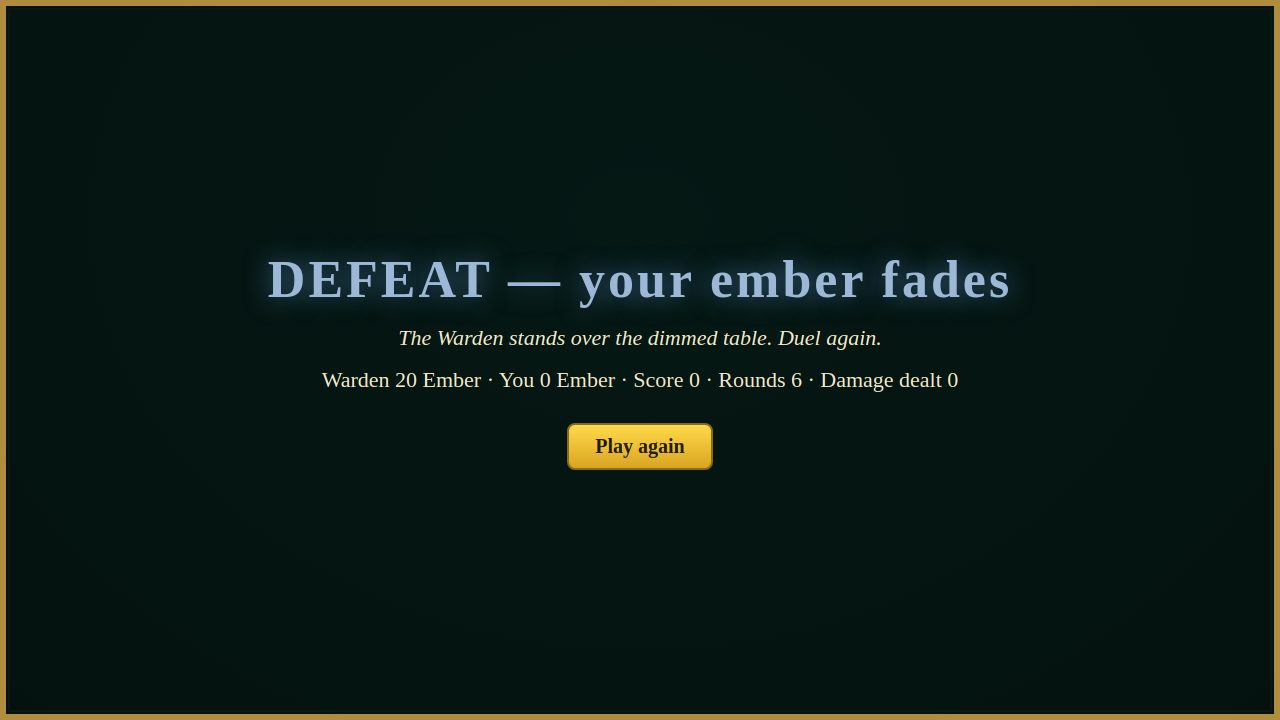 DEFEAT — your ember fades
The Warden stands over the dimmed table. Duel again.
Warden 20 Ember · You 0 Ember · Score 0 · Rounds 6 · Damage dealt 0
Play again